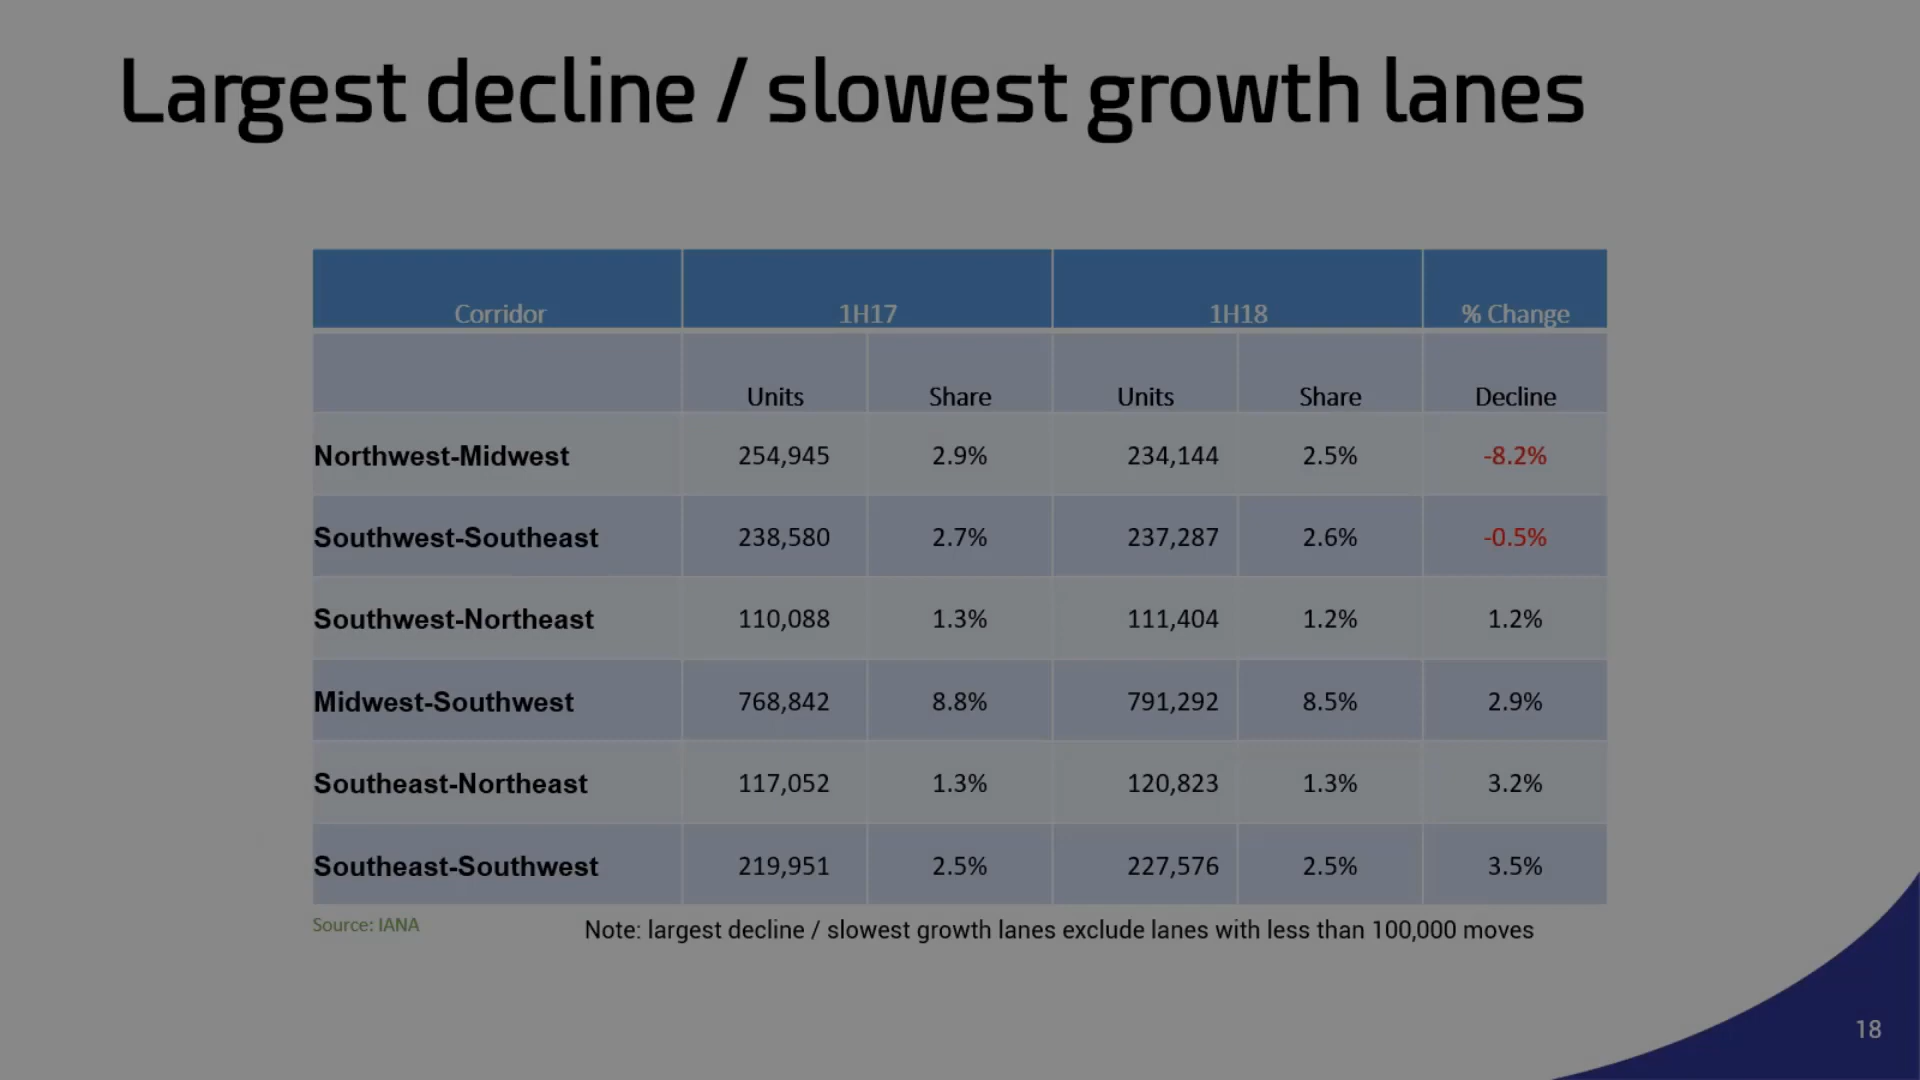 Largest decline / slowest growth lanes
Corridor 1H17 1H18 % Change
Units Share Units Share Decline
Northwest-Midwest 254,945 2.9% 234,144 2.5% -8.2%
Southwest-Southeast 238,580 2.7% 237,287 2.6% -0.5%
Southwest-Northeast 110,088 1.3% 111,404 1.2% 1.2%
Midwest-Southwest 768,842 8.8% 791,292 8.5% 2.9%
Southeast-Northeast 117,052 1.3% 120,823 1.3% 3.2%
Southeast-Southwest 219,951 2.5% 227,576 2.5% 3.5%
Source: IANA
Note: largest decline / slowest growth lanes exclude lanes with less than 100,000 moves
18